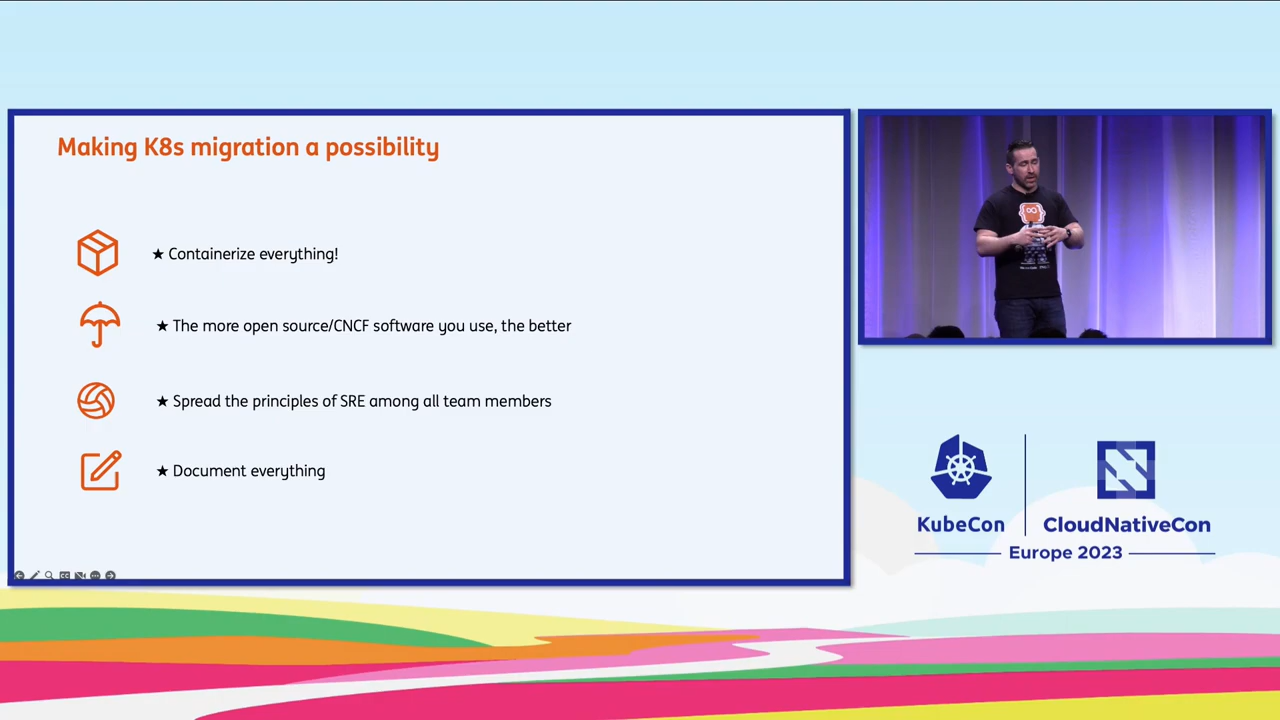 Making K8s migration a possibility
★ Containerize everything!
★ The more open source/CNCF software you use, the better
★ Spread the principles of SRE among all team members
★ Document everything
KubeCon
CloudNativeCon
Europe 2023